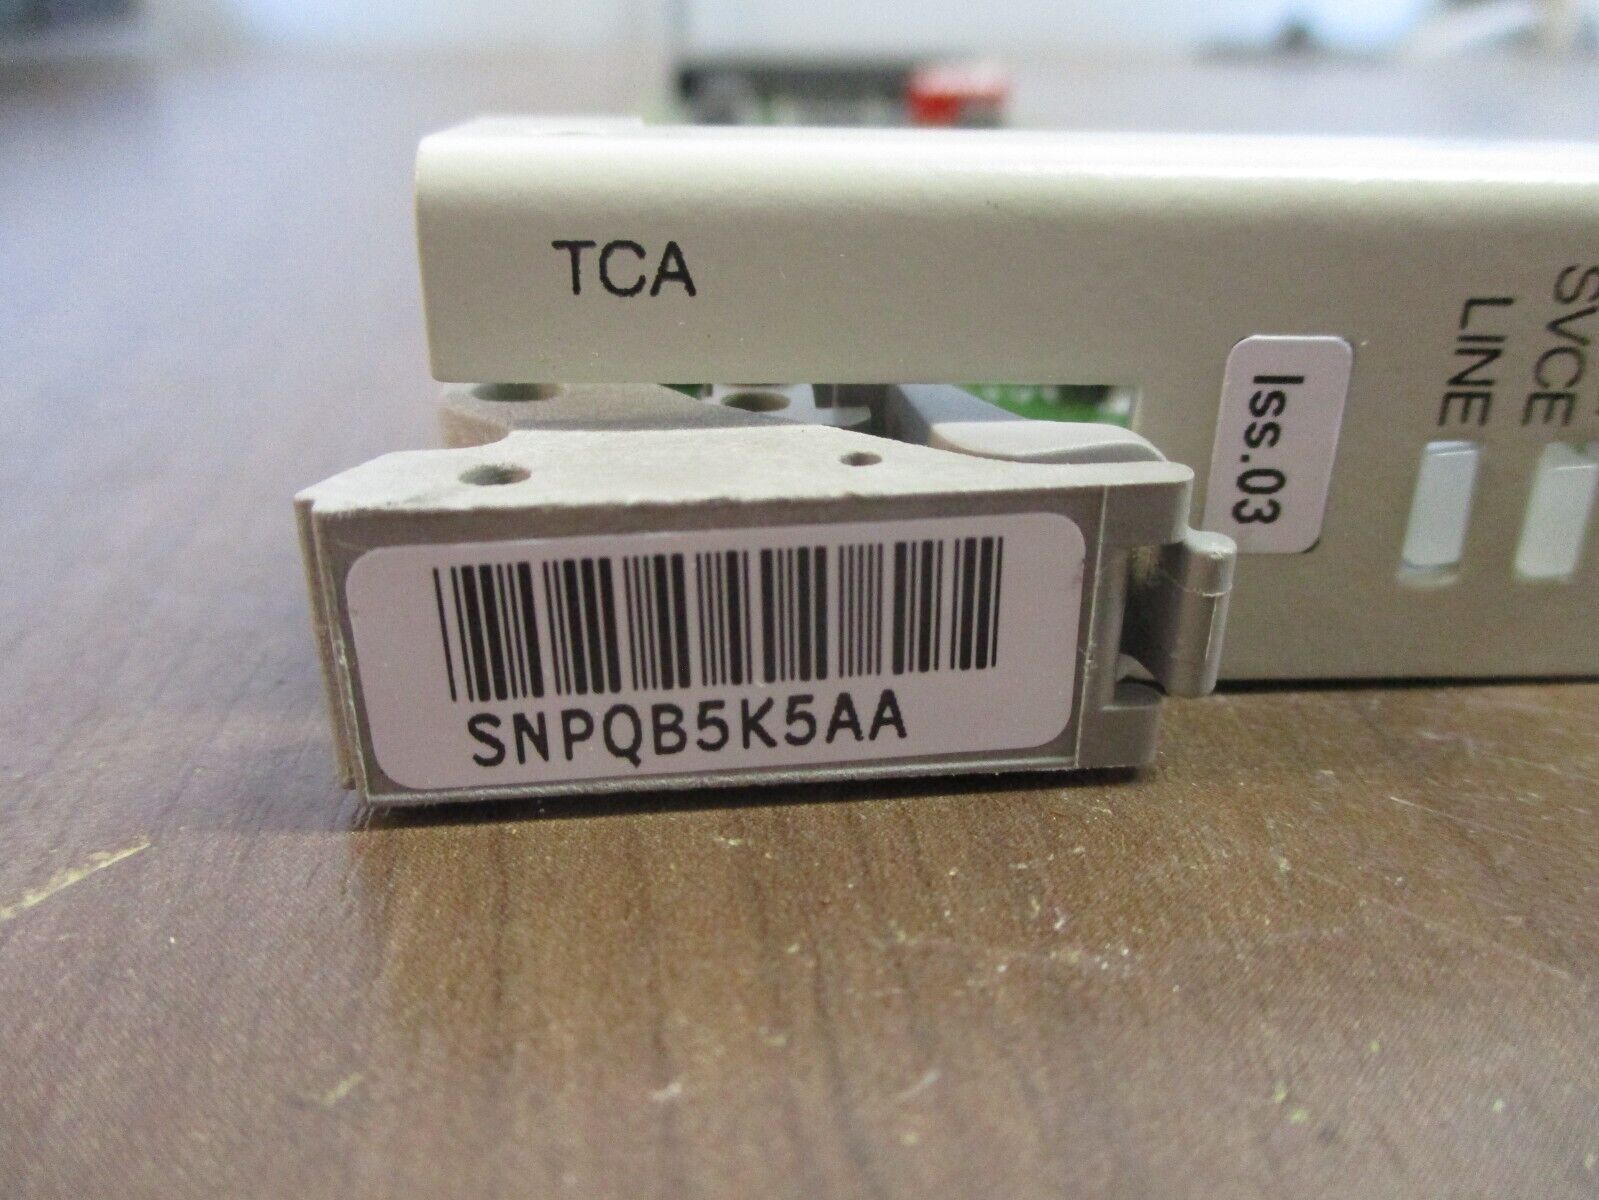 TCA
Iss.03
LINE
SVCE
SNPQB5K5AA